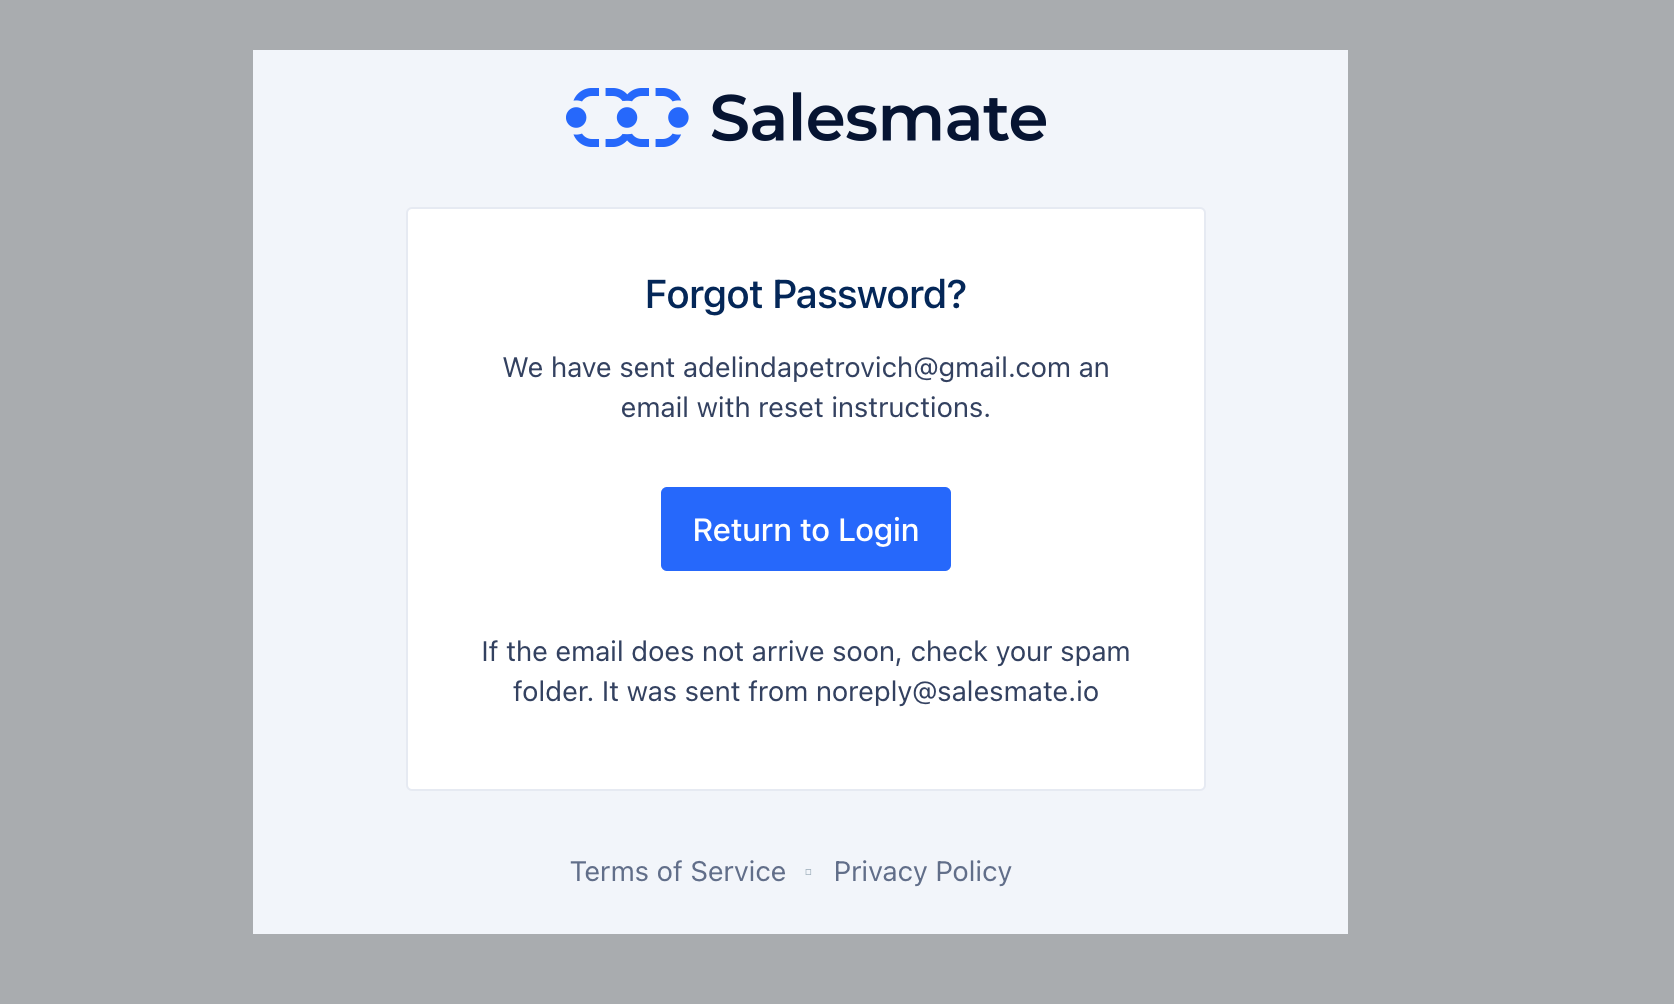 Salesmate
Forgot Password?
We have sent adelindapetrovich@gmail.com an
email with reset instructions.
Return to Login
If the email does not arrive soon, check your spam
folder. It was sent from noreply@salesmate.io
Terms of Service ▫ Privacy Policy